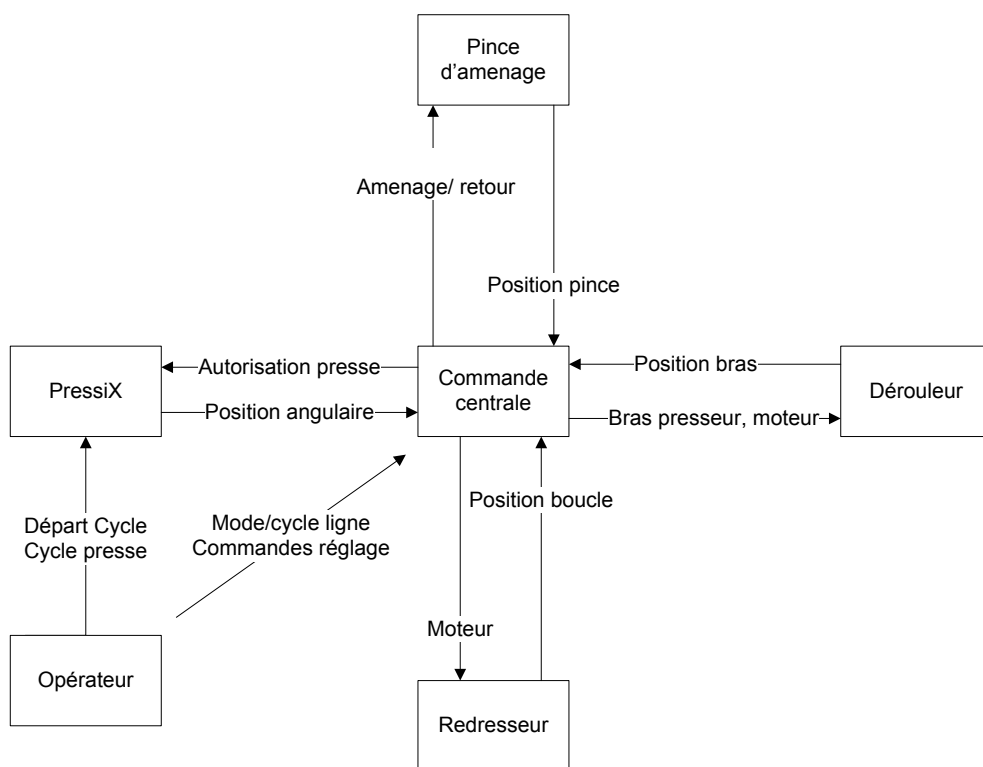 Pince
d’amenage
Amenage/ retour
Position pince
PressiX
Autorisation presse
Position angulaire
Commande
centrale
Position bras
Bras presseur, moteur
Dérouleur
Départ Cycle
Cycle presse
Mode/cycle ligne
Commandes réglage
Position boucle
Moteur
Opérateur
Redresseur